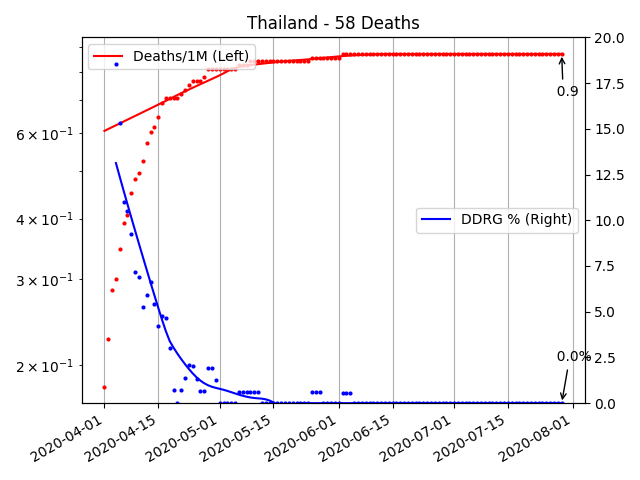 Thailand - 58 Deaths
Deaths/1M (Left)
DDRG % (Right)
6 × 10⁻¹
4 × 10⁻¹
3 × 10⁻¹
2 × 10⁻¹
20.0
17.5
15.0
12.5
10.0
7.5
5.0
2.5
0.0
0.9
0.0%
2020-04-01
2020-04-15
2020-05-01
2020-05-15
2020-06-01
2020-06-15
2020-07-01
2020-07-15
2020-08-01